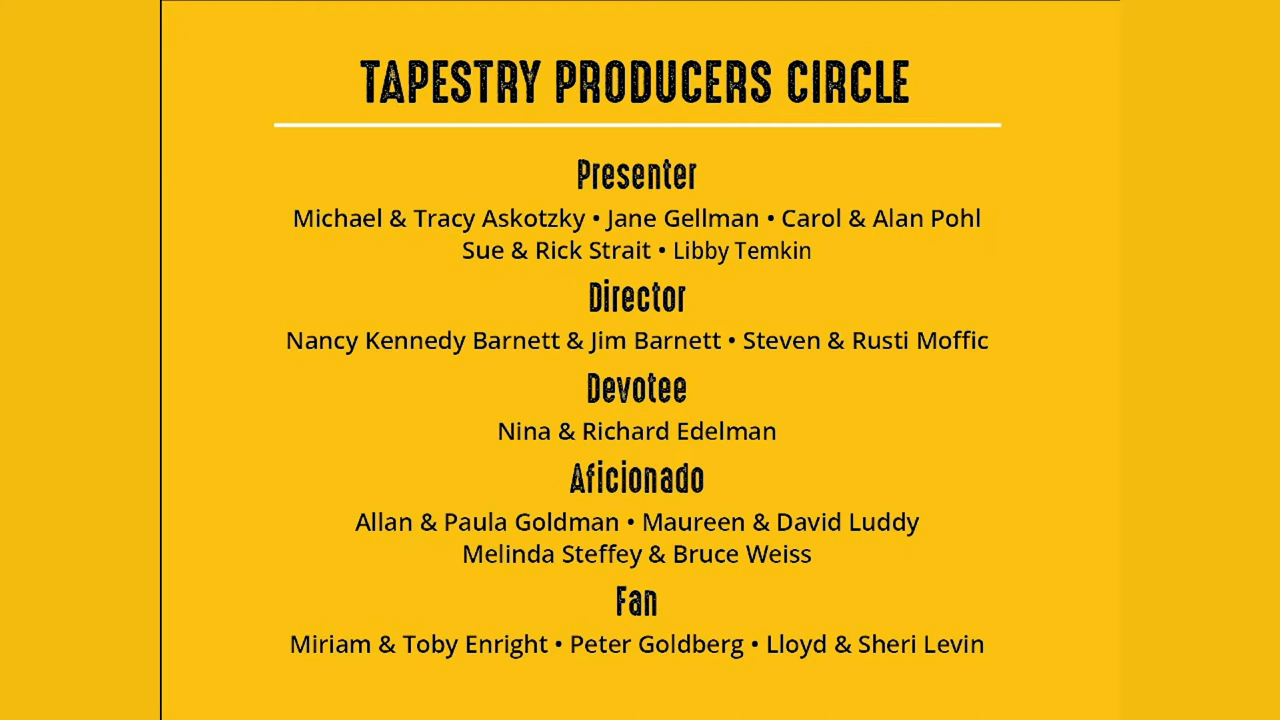 TAPESTRY PRODUCERS CIRCLE
Presenter
Michael & Tracy Askotzky • Jane Gellman • Carol & Alan Pohl
Sue & Rick Strait • Libby Temkin
Director
Nancy Kennedy Barnett & Jim Barnett • Steven & Rusti Moffic
Devotee
Nina & Richard Edelman
Aficionado
Allan & Paula Goldman • Maureen & David Luddy
Melinda Steffey & Bruce Weiss
Fan
Miriam & Toby Enright • Peter Goldberg • Lloyd & Sheri Levin